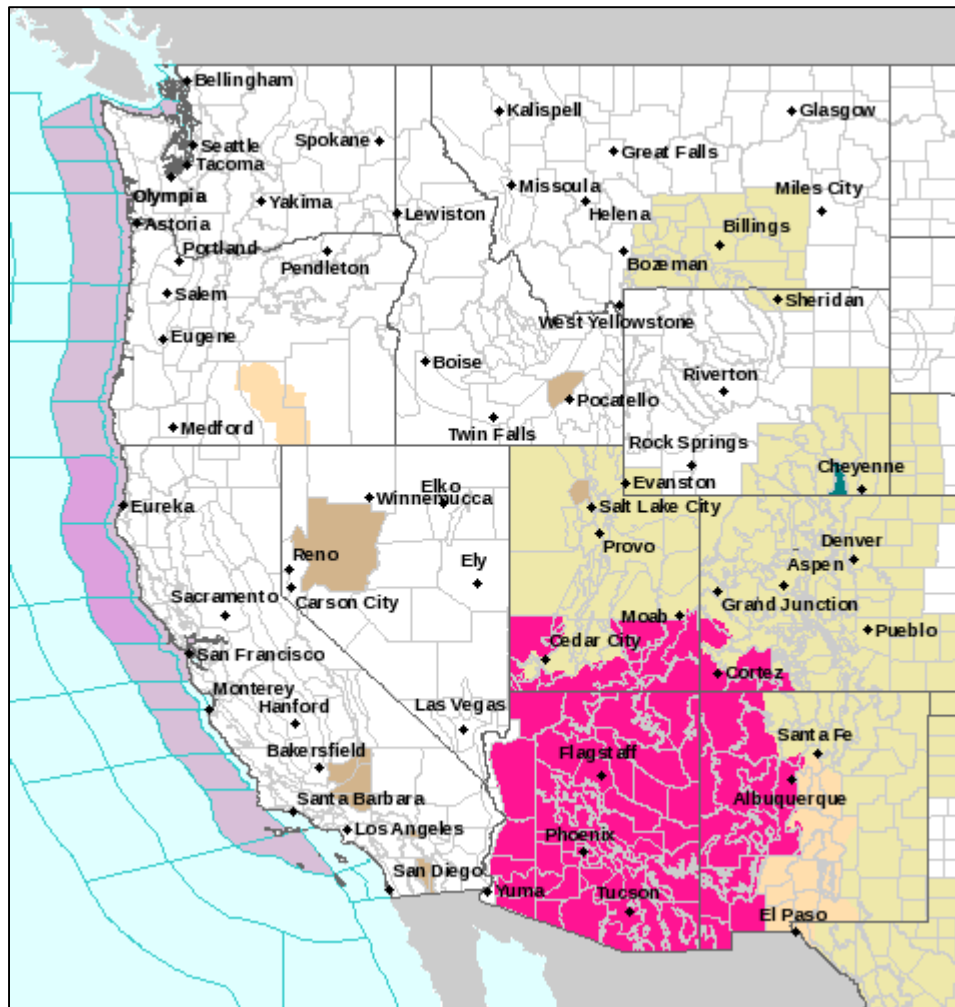 Bellingham
Kalispell
Glasgow
Seattle
Spokane
Great Falls
Tacoma
Missoula
Miles City
Olympia
Yakima
Lewiston
Helena
Astoria
Billings
Portland
Pendleton
Bozeman
Salem
Sheridan
West Yellowstone
Eugene
Boise
Riverton
Pocatello
Medford
Twin Falls
Rock Springs
Cheyenne
Elko
Evanston
Winnemucca
Eureka
Salt Lake City
Provo
Denver
Reno
Ely
Aspen
Sacramento
Carson City
Grand Junction
Moab
Pueblo
Cedar City
San Francisco
Cortez
Monterey
Hanford
Las Vegas
Bakersfield
Flagstaff
Santa Fe
Santa Barbara
Albuquerque
Los Angeles
Phoenix
San Diego
Yuma
Tucson
El Paso